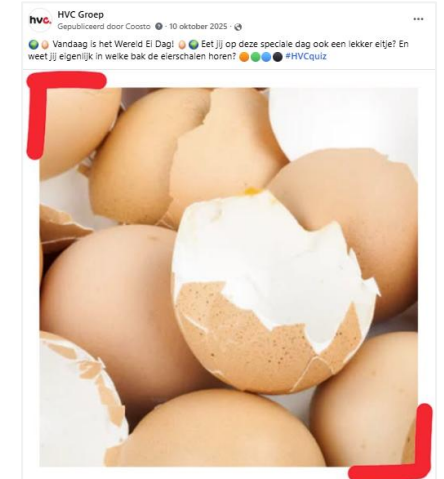 hvc.
HVC Groep
Gepubliceerd door Coosto · 10 oktober 2025 ·
🌍🥚 Vandaag is het Wereld Ei Dag! 🥚🌍 Eet jij op deze speciale dag ook een lekker eitje? En
weet jij eigenlijk in welke bak de eierschalen horen? 🟠🟢🔵⚫ #HVCquiz